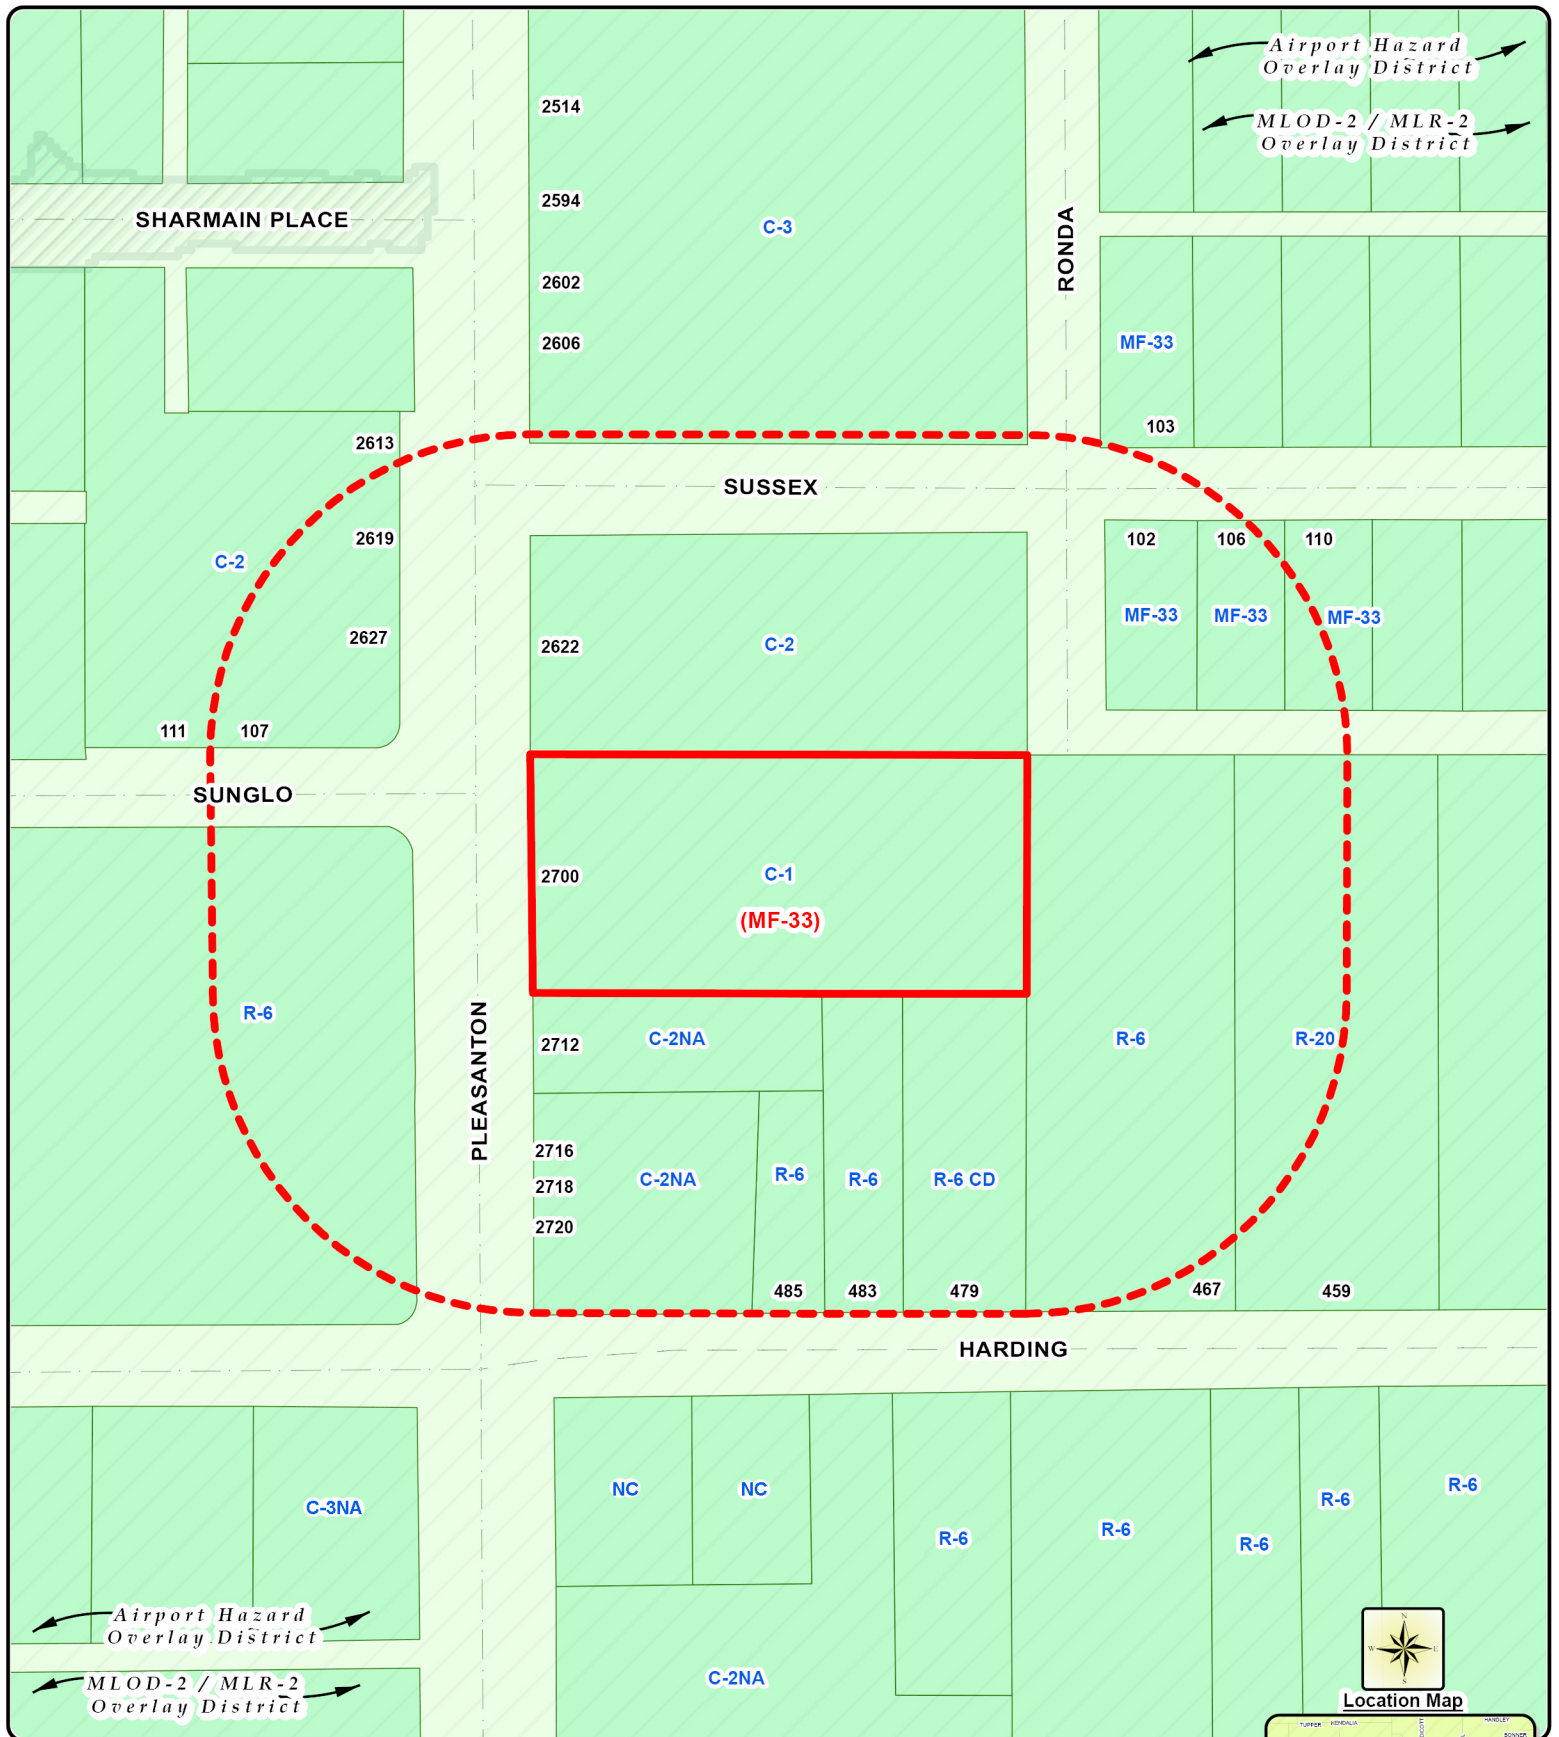 Airport Hazard
Overlay District
MLOD-2 / MLR-2
Overlay District
2514
2594
2602
2606
C-3
SHARMAIN PLACE
RONDA
MF-33
103
2613
SUSSEX
2619
C-2
2627
111
107
2622
C-2
102
106
110
MF-33
MF-33
MF-33
SUNGLO
2700
C-1
(MF-33)
R-6
PLEASANTON
2712
C-2NA
R-6
R-20
2716
2718
2720
C-2NA
R-6
R-6
R-6 CD
485
483
479
467
459
HARDING
C-3NA
NC
NC
R-6
R-6
R-6
R-6
R-6
C-2NA
Airport Hazard
Overlay District
MLOD-2 / MLR-2
Overlay District
N
W
E
S
Location Map
TUPPER
KENDALIA
HANDLEY
BONNER